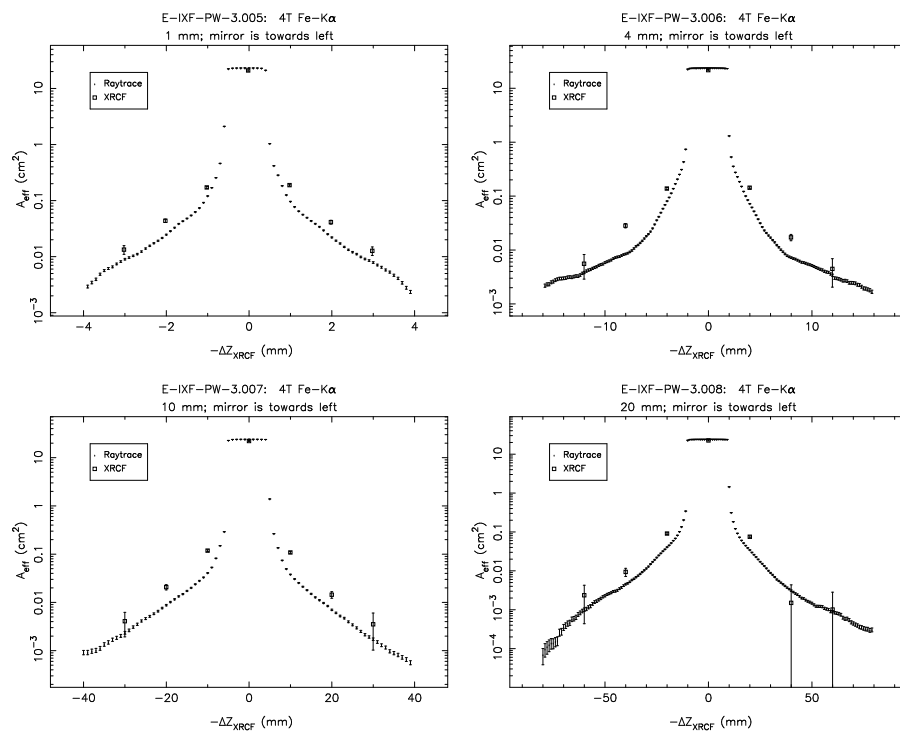 E-IXF-PW-3.005: 4T Fe-Kα
1 mm; mirror is towards left
Raytrace
XRCF
A_eff (cm²)
10
1
0.1
0.01
10⁻³
−4
−2
0
2
4
−ΔZ_XRCF (mm)
E-IXF-PW-3.006: 4T Fe-Kα
4 mm; mirror is towards left
Raytrace
XRCF
A_eff (cm²)
10
1
0.1
0.01
10⁻³
−10
0
10
−ΔZ_XRCF (mm)
E-IXF-PW-3.007: 4T Fe-Kα
10 mm; mirror is towards left
Raytrace
XRCF
A_eff (cm²)
10
1
0.1
0.01
10⁻³
−40
−20
0
20
40
−ΔZ_XRCF (mm)
E-IXF-PW-3.008: 4T Fe-Kα
20 mm; mirror is towards left
Raytrace
XRCF
A_eff (cm²)
10
1
0.1
0.01
10⁻³
10⁻⁴
−50
0
50
−ΔZ_XRCF (mm)